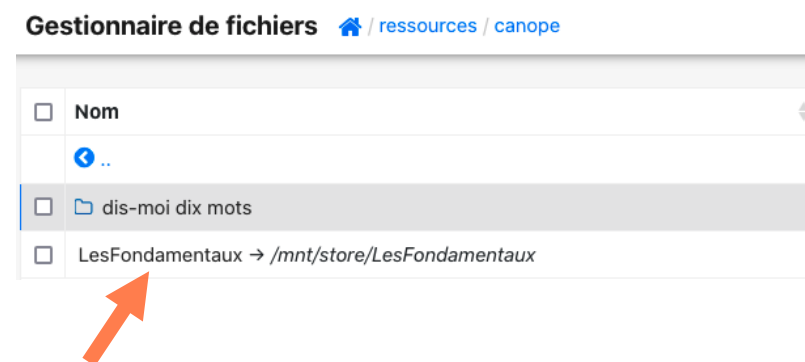 Gestionnaire de fichiers / ressources / canope
Nom
..
dis-moi dix mots
LesFondamentaux → /mnt/store/LesFondamentaux